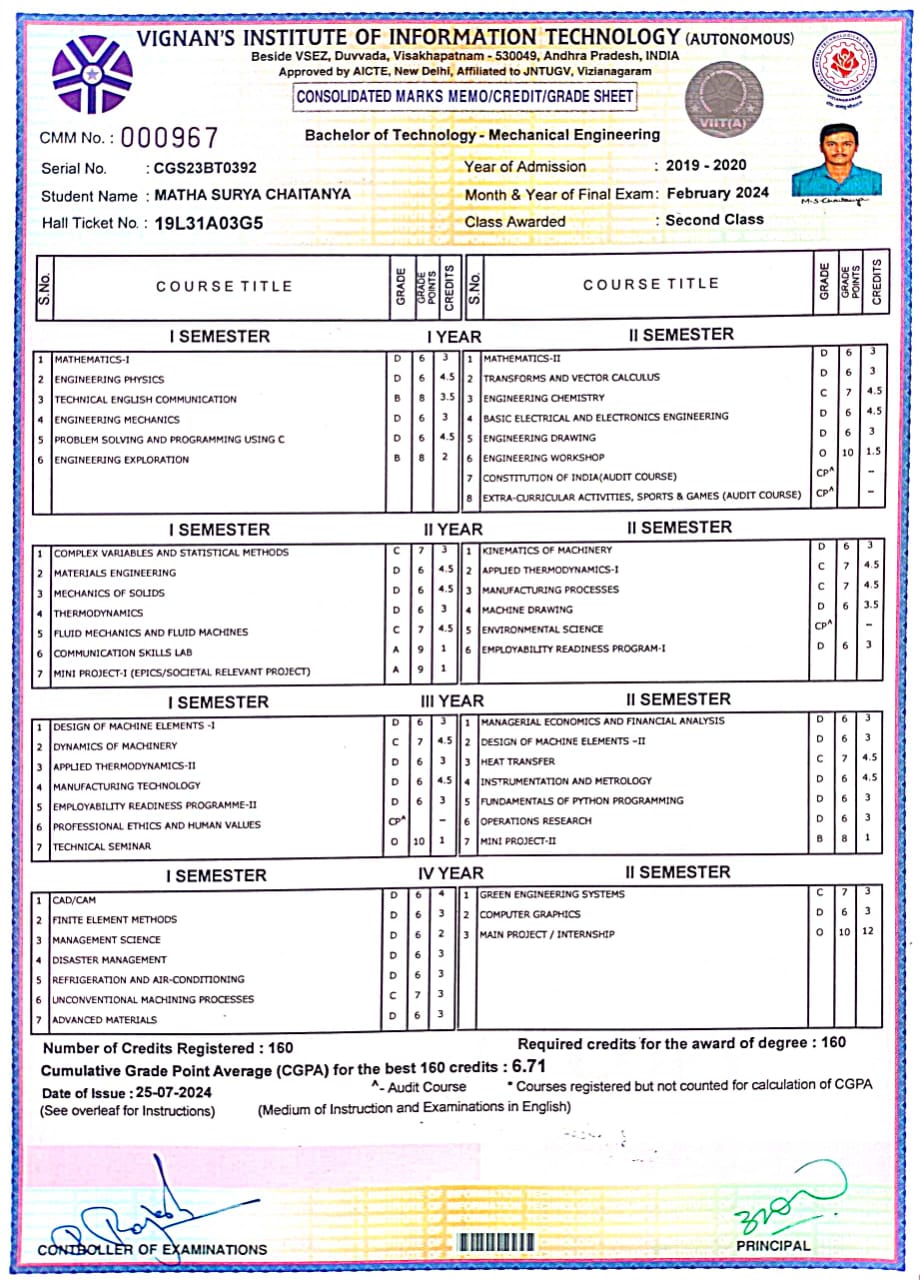 VIGNAN'S INSTITUTE OF INFORMATION TECHNOLOGY (AUTONOMOUS)
Beside VSEZ, Duvvada, Visakhapatnam - 530049, Andhra Pradesh, INDIA
Approved by AICTE, New Delhi, Affiliated to JNTUGV, Vizianagaram
CONSOLIDATED MARKS MEMO/CREDIT/GRADE SHEET
VIIT(A)
CMM No. : 000967
Bachelor of Technology - Mechanical Engineering
Serial No. : CGS23BT0392
Year of Admission : 2019 - 2020
Student Name : MATHA SURYA CHAITANYA
Month & Year of Final Exam : February 2024
M.S.Chaitanya
Hall Ticket No. : 19L31A03G5
Class Awarded : Second Class
S.No. COURSE TITLE GRADE GRADE POINTS CREDITS S.No. COURSE TITLE GRADE GRADE POINTS CREDITS
I SEMESTER I YEAR II SEMESTER
1 MATHEMATICS-I D 6 3 1 MATHEMATICS-II D 6 3
2 ENGINEERING PHYSICS D 6 4.5 2 TRANSFORMS AND VECTOR CALCULUS D 6 3
3 TECHNICAL ENGLISH COMMUNICATION B 8 3.5 3 ENGINEERING CHEMISTRY C 7 4.5
4 ENGINEERING MECHANICS D 6 3 4 BASIC ELECTRICAL AND ELECTRONICS ENGINEERING D 6 4.5
5 PROBLEM SOLVING AND PROGRAMMING USING C D 6 4.5 5 ENGINEERING DRAWING D 6 3
6 ENGINEERING EXPLORATION B 8 2 6 ENGINEERING WORKSHOP O 10 1.5
7 CONSTITUTION OF INDIA(AUDIT COURSE) CP^ --
8 EXTRA-CURRICULAR ACTIVITIES, SPORTS & GAMES (AUDIT COURSE) CP^ --
I SEMESTER II YEAR II SEMESTER
1 COMPLEX VARIABLES AND STATISTICAL METHODS C 7 3 1 KINEMATICS OF MACHINERY D 6 3
2 MATERIALS ENGINEERING D 6 4.5 2 APPLIED THERMODYNAMICS-I C 7 4.5
3 MECHANICS OF SOLIDS D 6 4.5 3 MANUFACTURING PROCESSES C 7 4.5
4 THERMODYNAMICS D 6 3 4 MACHINE DRAWING D 6 3.5
5 FLUID MECHANICS AND FLUID MACHINES C 7 4.5 5 ENVIRONMENTAL SCIENCE CP^ --
6 COMMUNICATION SKILLS LAB A 9 1 6 EMPLOYABILITY READINESS PROGRAM-I D 6 3
7 MINI PROJECT-I (EPICS/SOCIETAL RELEVANT PROJECT) A 9 1
I SEMESTER III YEAR II SEMESTER
1 DESIGN OF MACHINE ELEMENTS -I D 6 3 1 MANAGERIAL ECONOMICS AND FINANCIAL ANALYSIS D 6 3
2 DYNAMICS OF MACHINERY C 7 4.5 2 DESIGN OF MACHINE ELEMENTS -II D 6 3
3 APPLIED THERMODYNAMICS-II D 6 3 3 HEAT TRANSFER C 7 4.5
4 MANUFACTURING TECHNOLOGY D 6 4.5 4 INSTRUMENTATION AND METROLOGY D 6 4.5
5 EMPLOYABILITY READINESS PROGRAMME-II D 6 3 5 FUNDAMENTALS OF PYTHON PROGRAMMING D 6 3
6 PROFESSIONAL ETHICS AND HUMAN VALUES CP^ -- 6 OPERATIONS RESEARCH D 6 3
7 TECHNICAL SEMINAR O 10 1 7 MINI PROJECT-II B 8 1
I SEMESTER IV YEAR II SEMESTER
1 CAD/CAM D 6 4 1 GREEN ENGINEERING SYSTEMS C 7 3
2 FINITE ELEMENT METHODS D 6 3 2 COMPUTER GRAPHICS D 6 3
3 MANAGEMENT SCIENCE D 6 2 3 MAIN PROJECT / INTERNSHIP O 10 12
4 DISASTER MANAGEMENT D 6 3
5 REFRIGERATION AND AIR-CONDITIONING D 6 3
6 UNCONVENTIONAL MACHINING PROCESSES C 7 3
7 ADVANCED MATERIALS D 6 3
Number of Credits Registered : 160 Required credits for the award of degree : 160
Cumulative Grade Point Average (CGPA) for the best 160 credits : 6.71
Date of Issue : 25-07-2024 ^- Audit Course * Courses registered but not counted for calculation of CGPA
(See overleaf for Instructions) (Medium of Instruction and Examinations in English)
CONTROLLER OF EXAMINATIONS PRINCIPAL